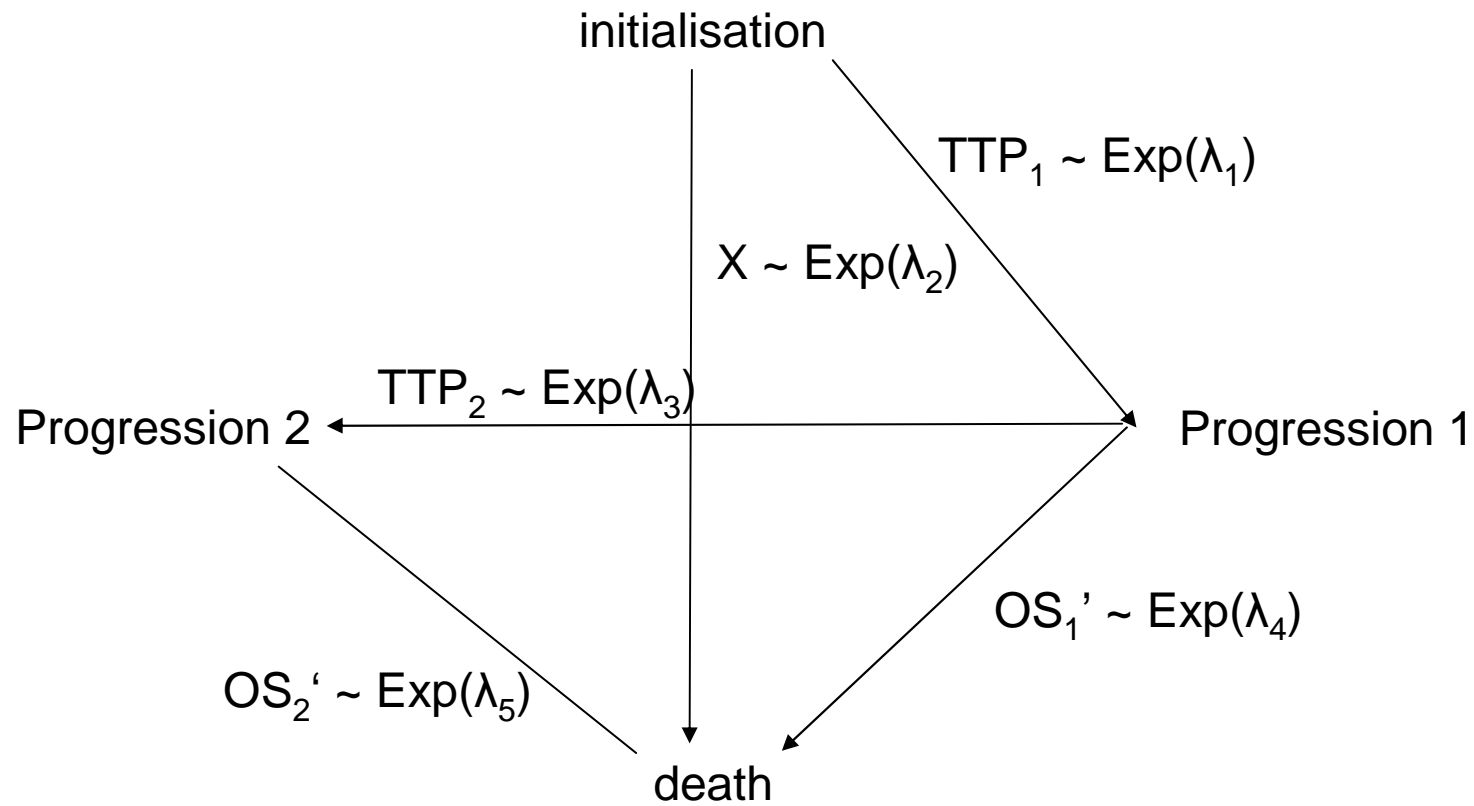 initialisation
TTP₁ ~ Exp(λ₁)
X ~ Exp(λ₂)
TTP₂ ~ Exp(λ₃)
Progression 2
Progression 1
OS₁’ ~ Exp(λ₄)
OS₂‘ ~ Exp(λ₅)
death